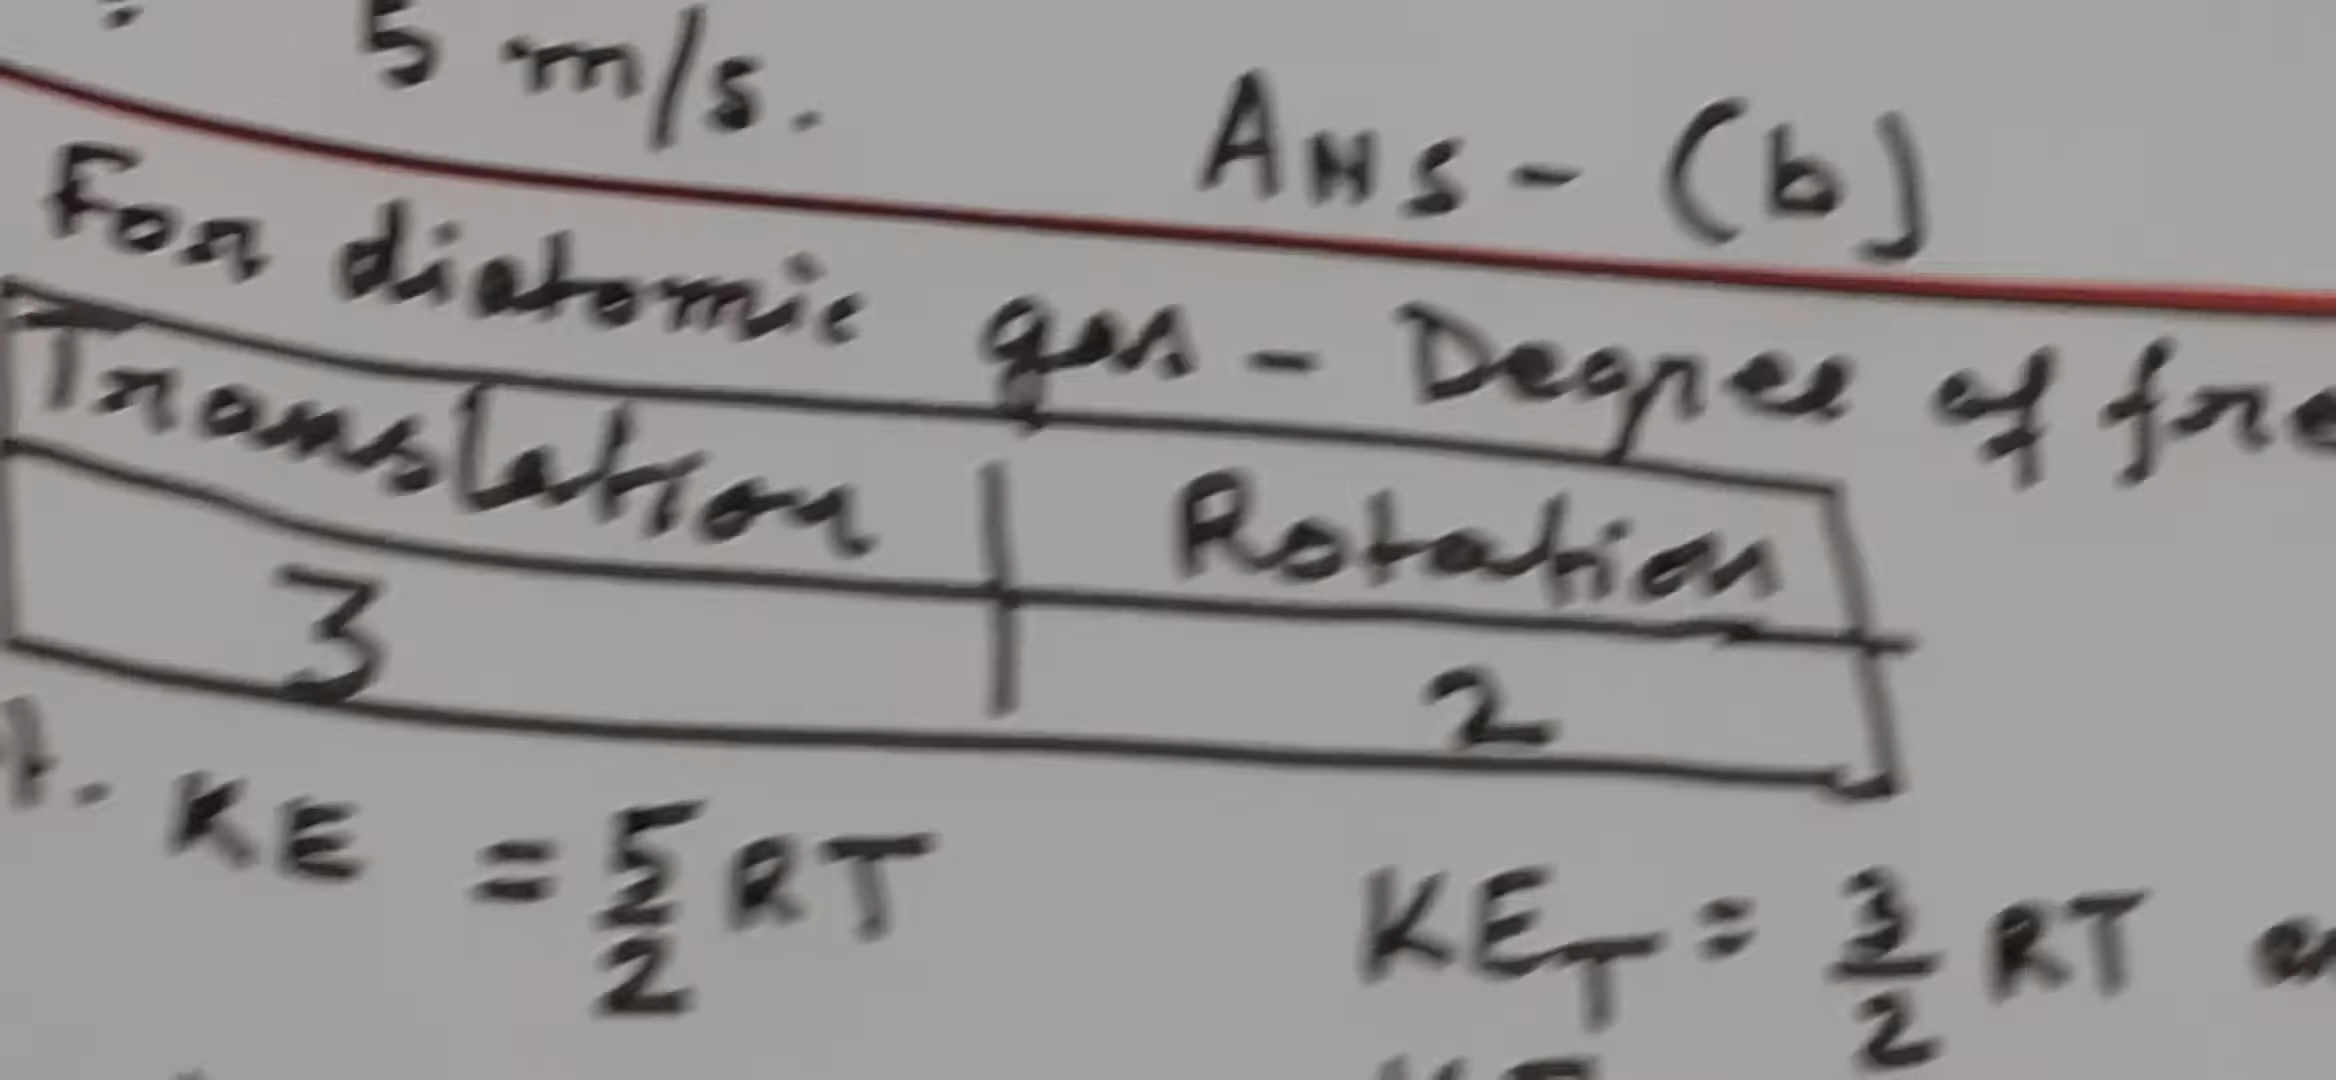 5 m/s.
Ans - (b)
For diatomic gas - Degree of fre
Translation | Rotation
3 | 2
t. KE = 5/2 RT
KE_T = 3/2 RT